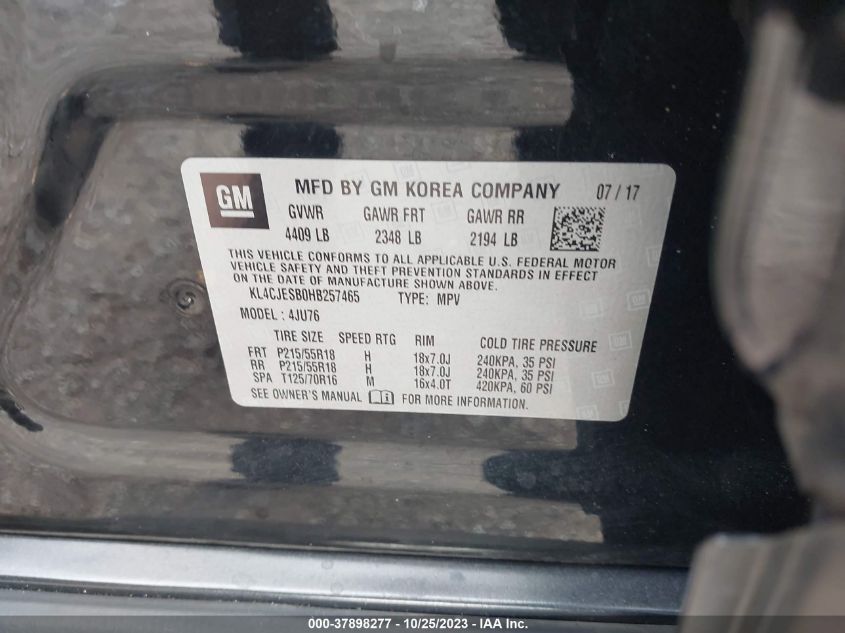 GM
MFD BY GM KOREA COMPANY 07 / 17
GVWR GAWR FRT GAWR RR
4409 LB 2348 LB 2194 LB
THIS VEHICLE CONFORMS TO ALL APPLICABLE U.S. FEDERAL MOTOR
VEHICLE SAFETY AND THEFT PREVENTION STANDARDS IN EFFECT
ON THE DATE OF MANUFACTURE SHOWN ABOVE.
KL4CJESB0HB257465 TYPE: MPV
MODEL : 4JU76
TIRE SIZE SPEED RTG RIM COLD TIRE PRESSURE
FRT P215/55R18 H 18x7.0J 240KPA, 35 PSI
RR P215/55R18 H 18x7.0J 240KPA, 35 PSI
SPA T125/70R16 M 16x4.0T 420KPA, 60 PSI
SEE OWNER'S MANUAL FOR MORE INFORMATION.
000-37898277 - 10/25/2023 - IAA, Inc.